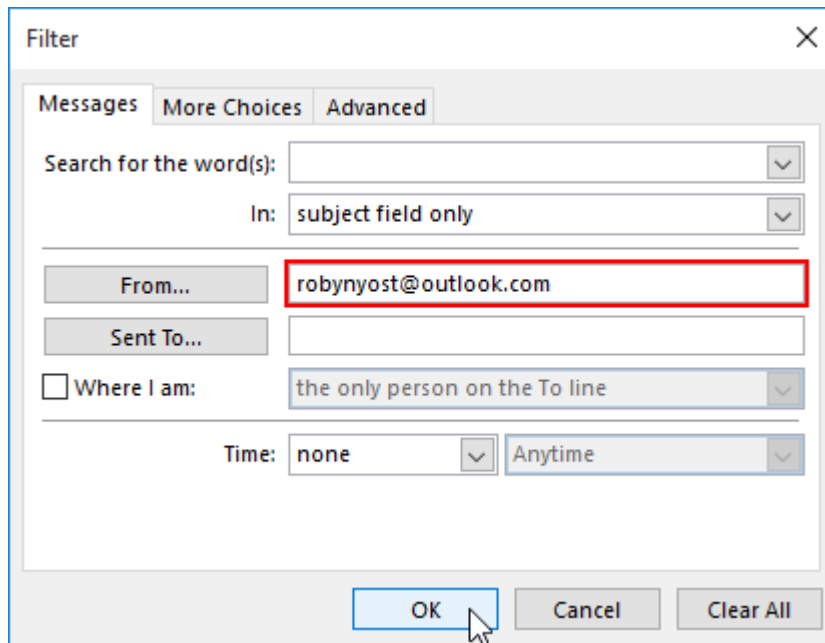 Filter
Messages More Choices Advanced
Search for the word(s):
In: subject field only
From... robynyost@outlook.com
Sent To...
Where I am: the only person on the To line
Time: none Anytime
OK Cancel Clear All